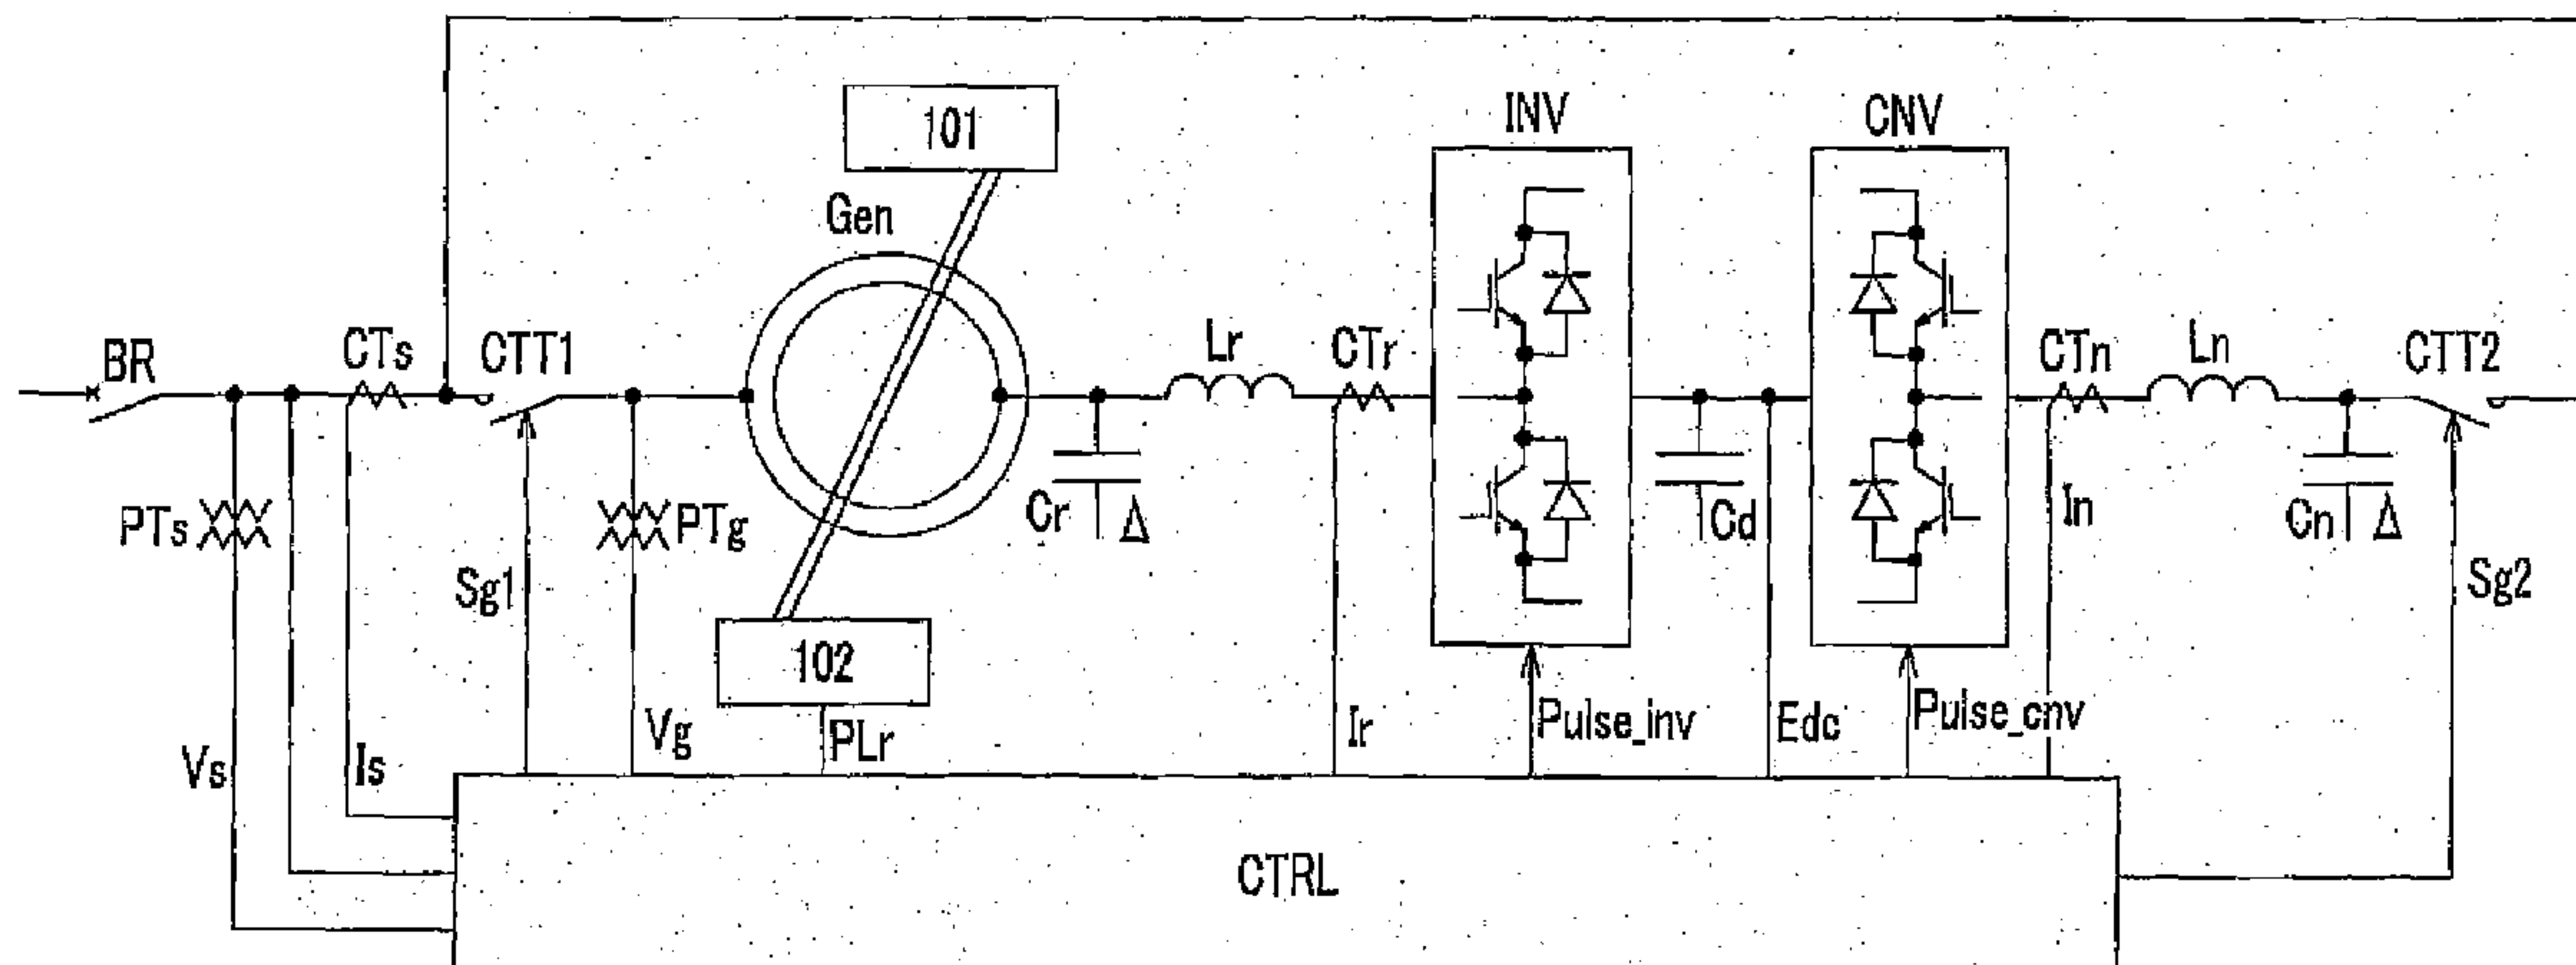 101
INV
CNV
Gen
BR
CTs
CTT1
Lr
CTr
CTn
Ln
CTT2
PTs
PTg
Cr
Δ
Cd
In
Cn
Δ
Sg1
Sg2
102
Vs
Is
Vg
PLr
Ir
Pulse_inv
Edc
Pulse_cnv
CTRL